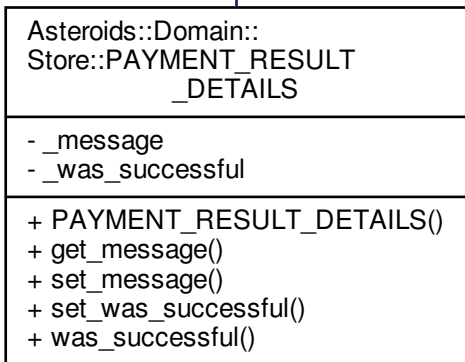 Asteroids::Domain::
Store::PAYMENT_RESULT
_DETAILS
- _message
- _was_successful
+ PAYMENT_RESULT_DETAILS()
+ get_message()
+ set_message()
+ set_was_successful()
+ was_successful()